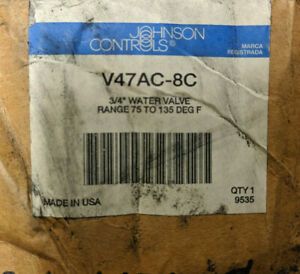 JOHNSON
CONTROLS®
MARCA
REGISTRADA
V47AC-8C
3/4" WATER VALVE
RANGE 75 TO 135 DEG F
MADE IN USA
QTY 1
9535